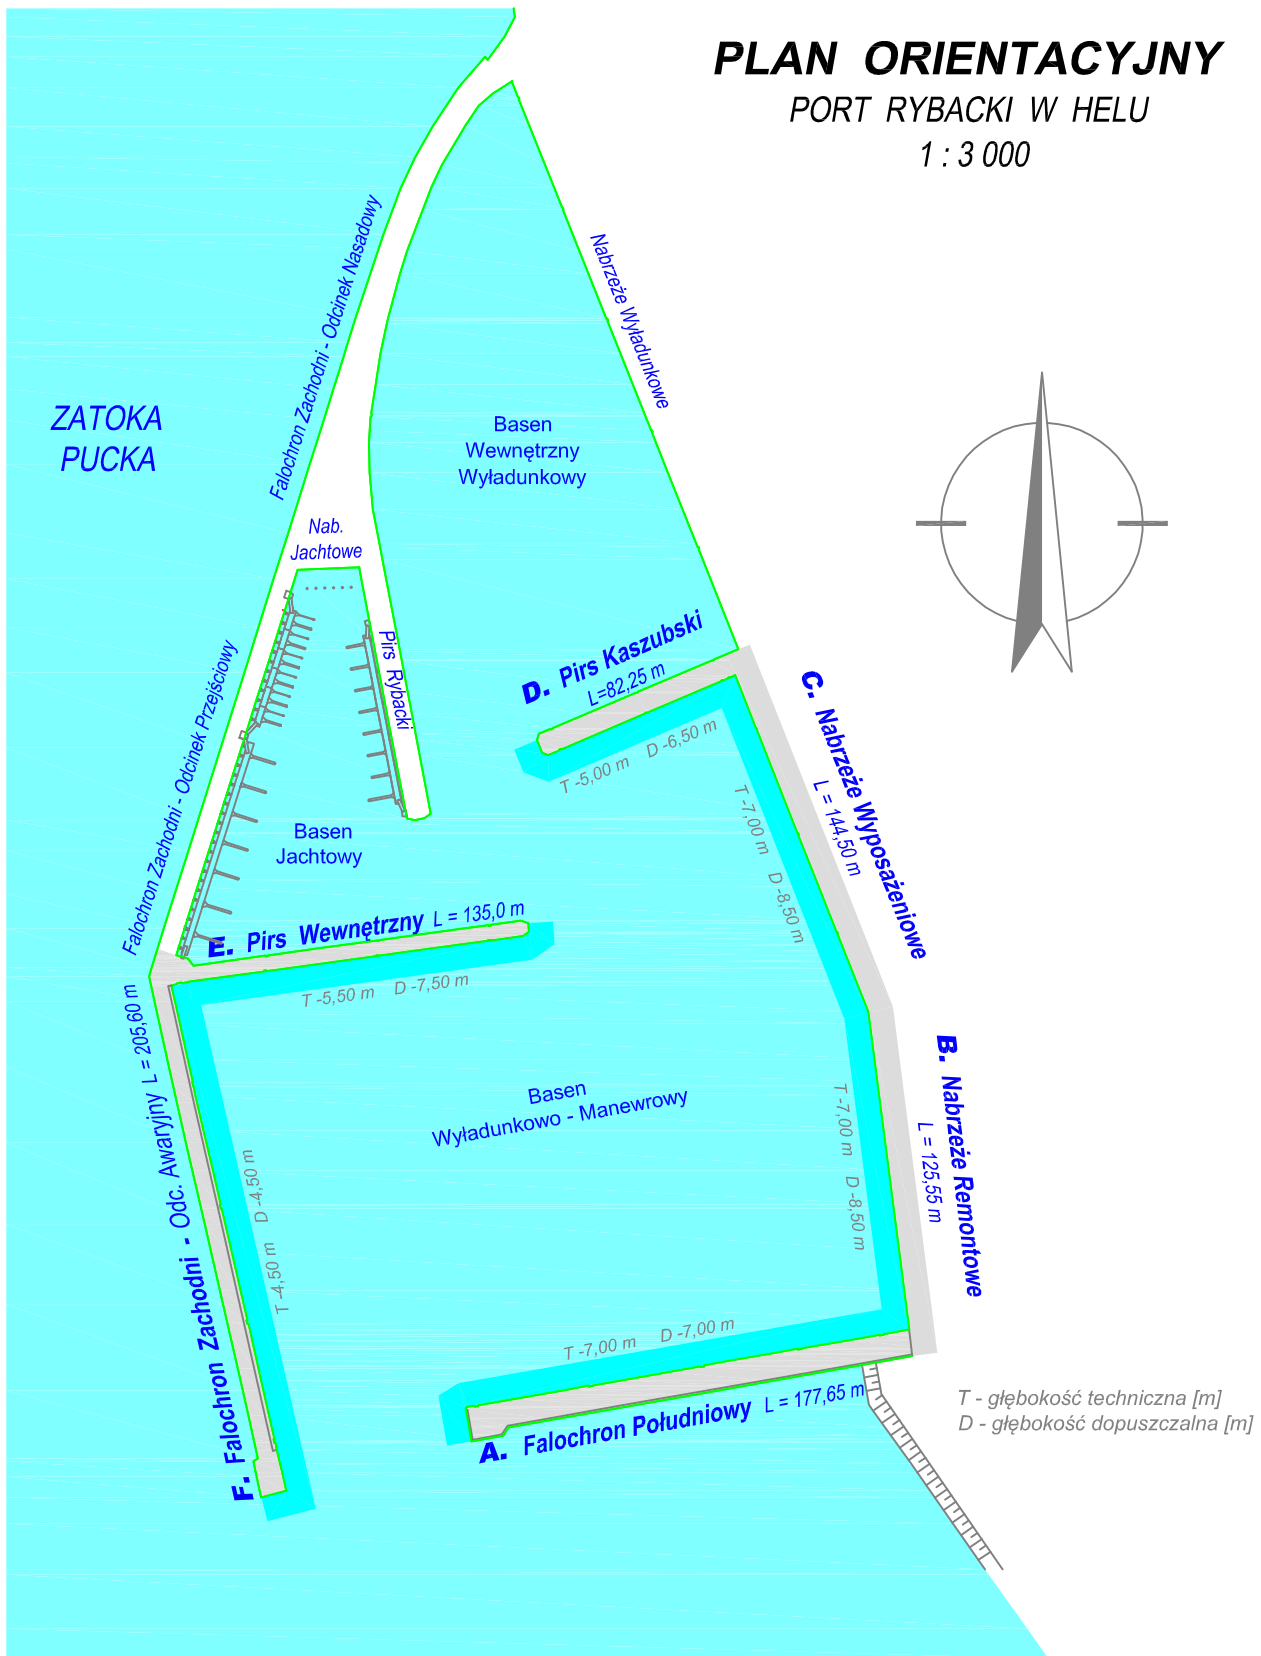 PLAN ORIENTACYJNY
PORT RYBACKI W HELU
1 : 3 000
Falochron Zachodni - Odcinek Nasadowy
Nabrzeże Wyładunkowe
ZATOKA
PUCKA
Basen
Wewnętrzny
Wyładunkowy
Nab.
Jachtowe
Pirs Rybacki
Falochron Zachodni - Odcinek Przejściowy
D. Pirs Kaszubski
L=82,25 m
T -5,00 m D -6,50 m
C. Nabrzeże Wyposażeniowe
L = 144,50 m
T -7,00 m D -8,50 m
Basen
Jachtowy
E. Pirs Wewnętrzny L = 135,0 m
T -5,50 m D -7,50 m
Basen
Wyładunkowo - Manewrowy
B. Nabrzeże Remontowe
L = 125,55 m
T -7,00 m D -8,50 m
F. Falochron Zachodni - Odc. Awaryjny L = 205,60 m
T -4,50 m D -4,50 m
T -7,00 m D -7,00 m
A. Falochron Południowy L = 177,65 m
T - głębokość techniczna [m]
D - głębokość dopuszczalna [m]